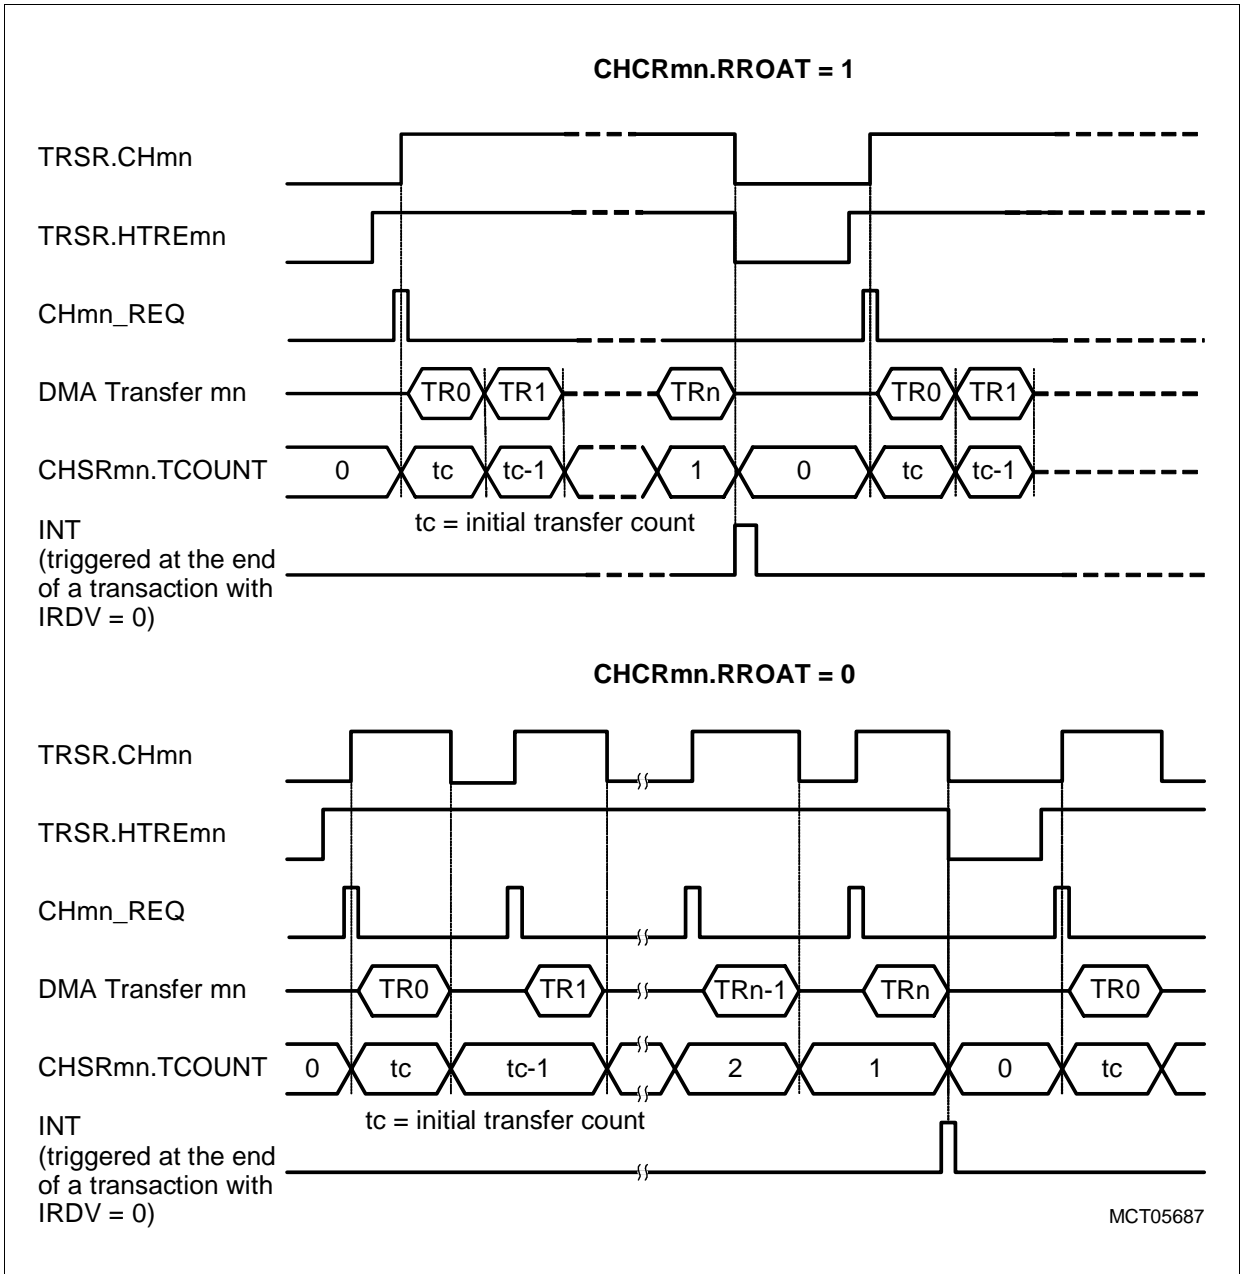 CHCRmn.RROAT = 1
TRSR.CHmn
TRSR.HTREmn
CHmn_REQ
DMA Transfer mn TR0 TR1 TRn TR0 TR1
CHSRmn.TCOUNT 0 tc tc-1 1 0 tc tc-1
tc = initial transfer count
INT
(triggered at the end
of a transaction with
IRDV = 0)
CHCRmn.RROAT = 0
TRSR.CHmn
TRSR.HTREmn
CHmn_REQ
DMA Transfer mn TR0 TR1 TRn-1 TRn TR0
CHSRmn.TCOUNT 0 tc tc-1 2 1 0 tc
tc = initial transfer count
INT
(triggered at the end
of a transaction with
IRDV = 0)
MCT05687